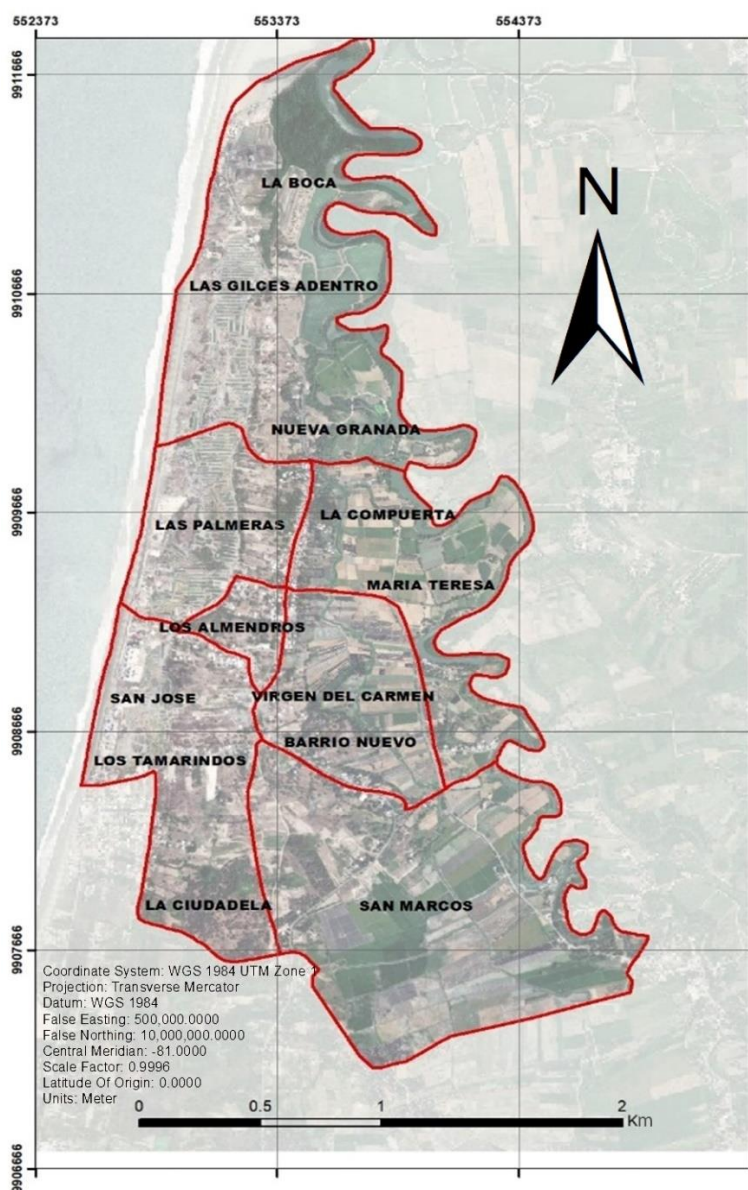 552373 553373 554373
9911666
N
LA BOCA
LAS GILCES ADENTRO
9910666
NUEVA GRANADA
9909666
LA COMPUERTA
LAS PALMERAS
MARIA TERESA
LOS ALMENDROS
SAN JOSE
VIRGEN DEL CARMEN
9908666
BARRIO NUEVO
LOS TAMARINDOS
LA CIUDADELA
SAN MARCOS
9907666
Coordinate System: WGS 1984 UTM Zone 1
Projection: Transverse Mercator
Datum: WGS 1984
False Easting: 500,000.0000
False Northing: 10,000,000.0000
Central Meridian: -81.0000
Scale Factor: 0.9996
Latitude Of Origin: 0.0000
Units: Meter
0 0.5 1 2
Km
9906666